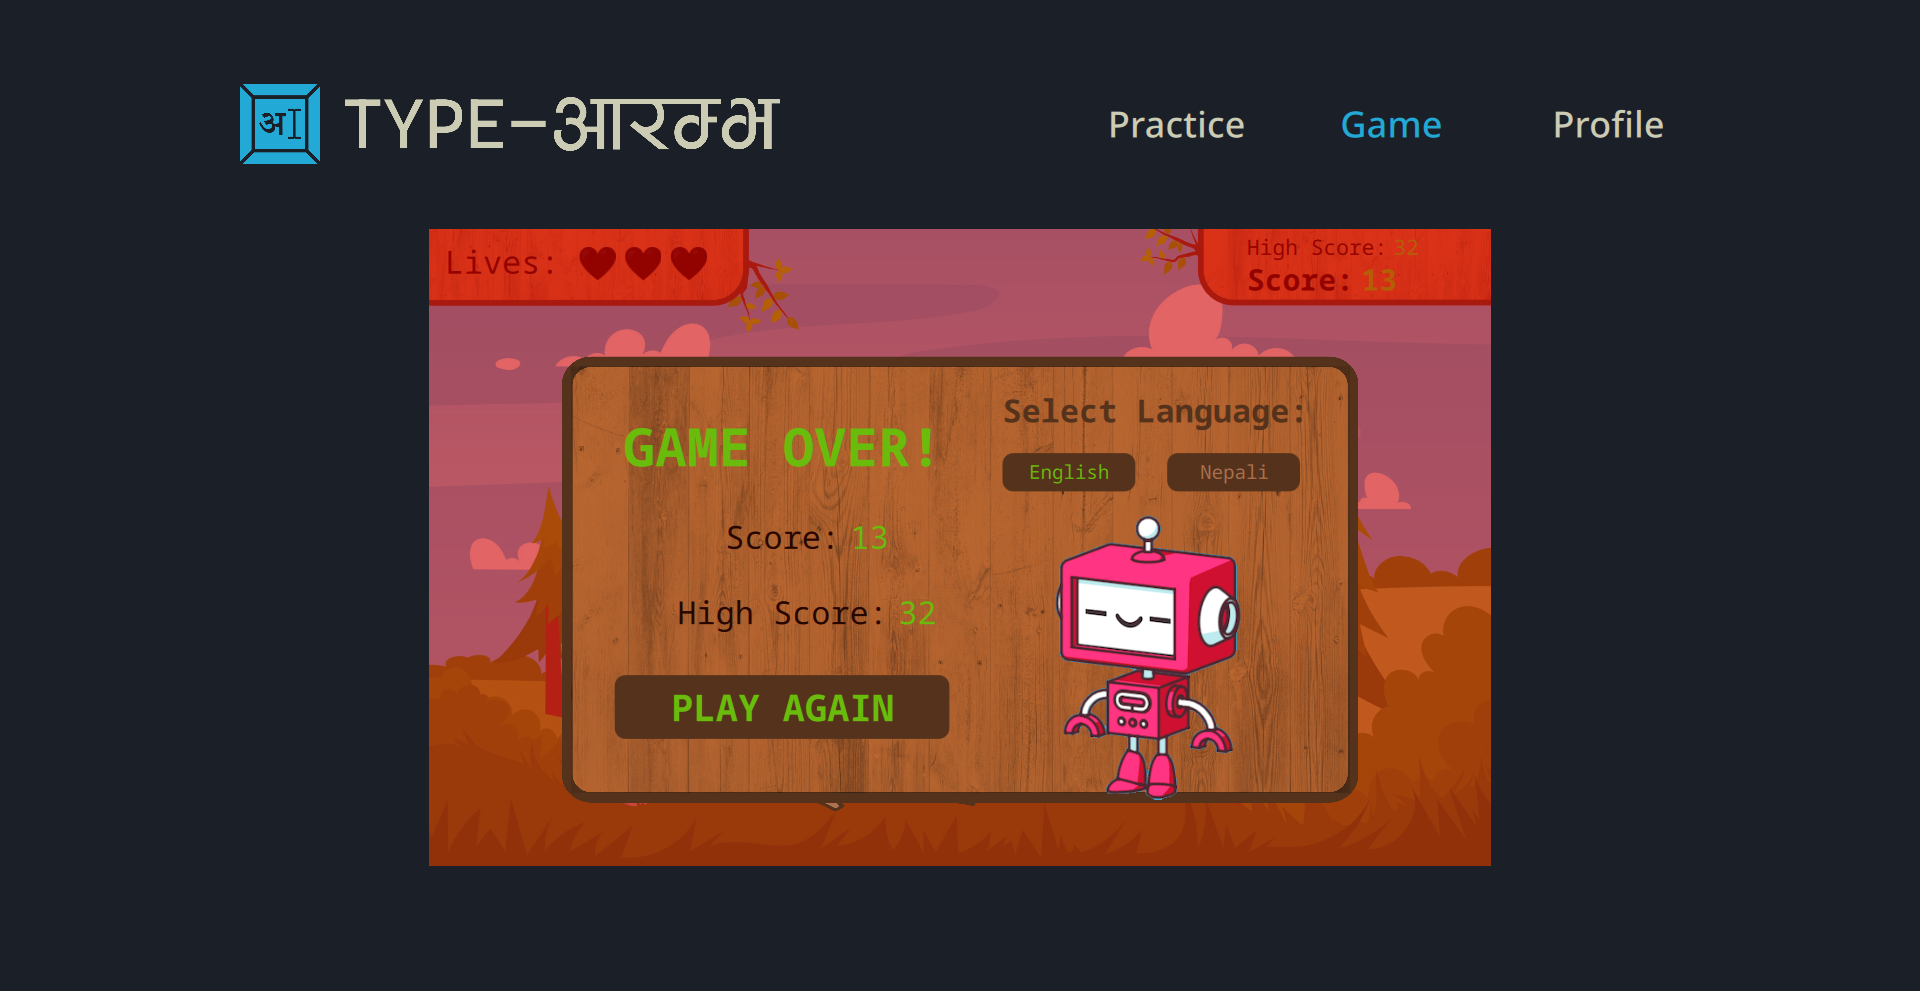 अ
TYPE-आरम्भ
Practice
Game
Profile
Lives:
High Score: 32
Score: 13
GAME OVER!
Score: 13
High Score: 32
PLAY AGAIN
Select Language:
English
Nepali